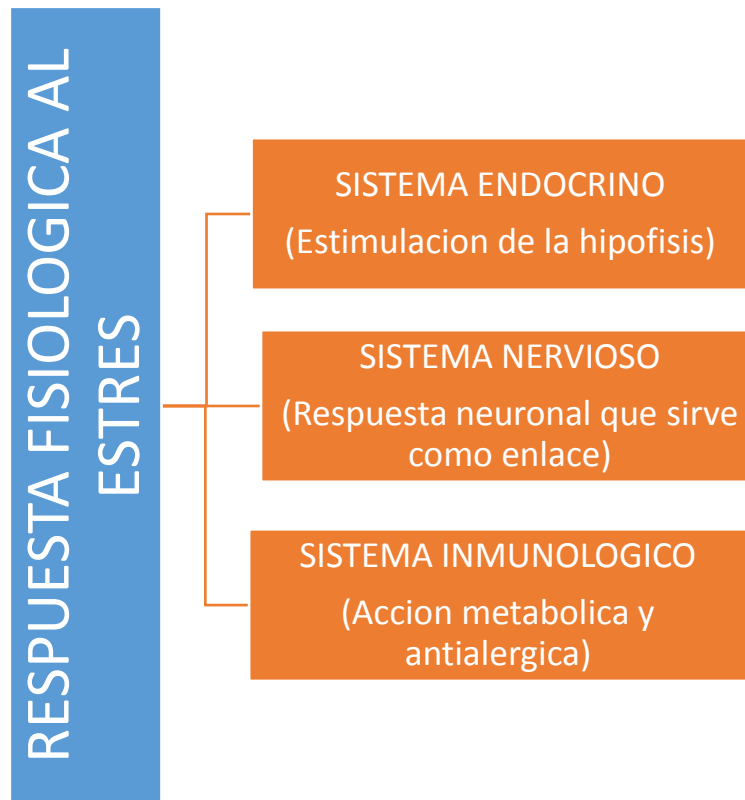 RESPUESTA FISIOLOGICA AL
ESTRES
SISTEMA ENDOCRINO
(Estimulacion de la hipofisis)
SISTEMA NERVIOSO
(Respuesta neuronal que sirve
como enlace)
SISTEMA INMUNOLOGICO
(Accion metabolica y
antialergica)